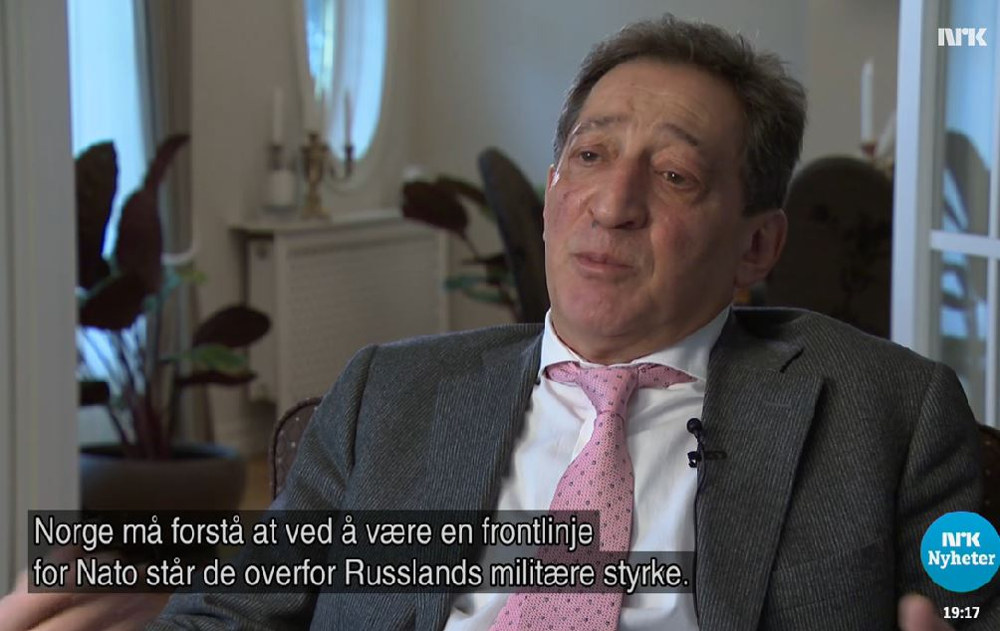 NRK
Norge må forstå at ved å være en frontlinje
for Nato står de overfor Russlands militære styrke.
NRK
Nyheter
19:17